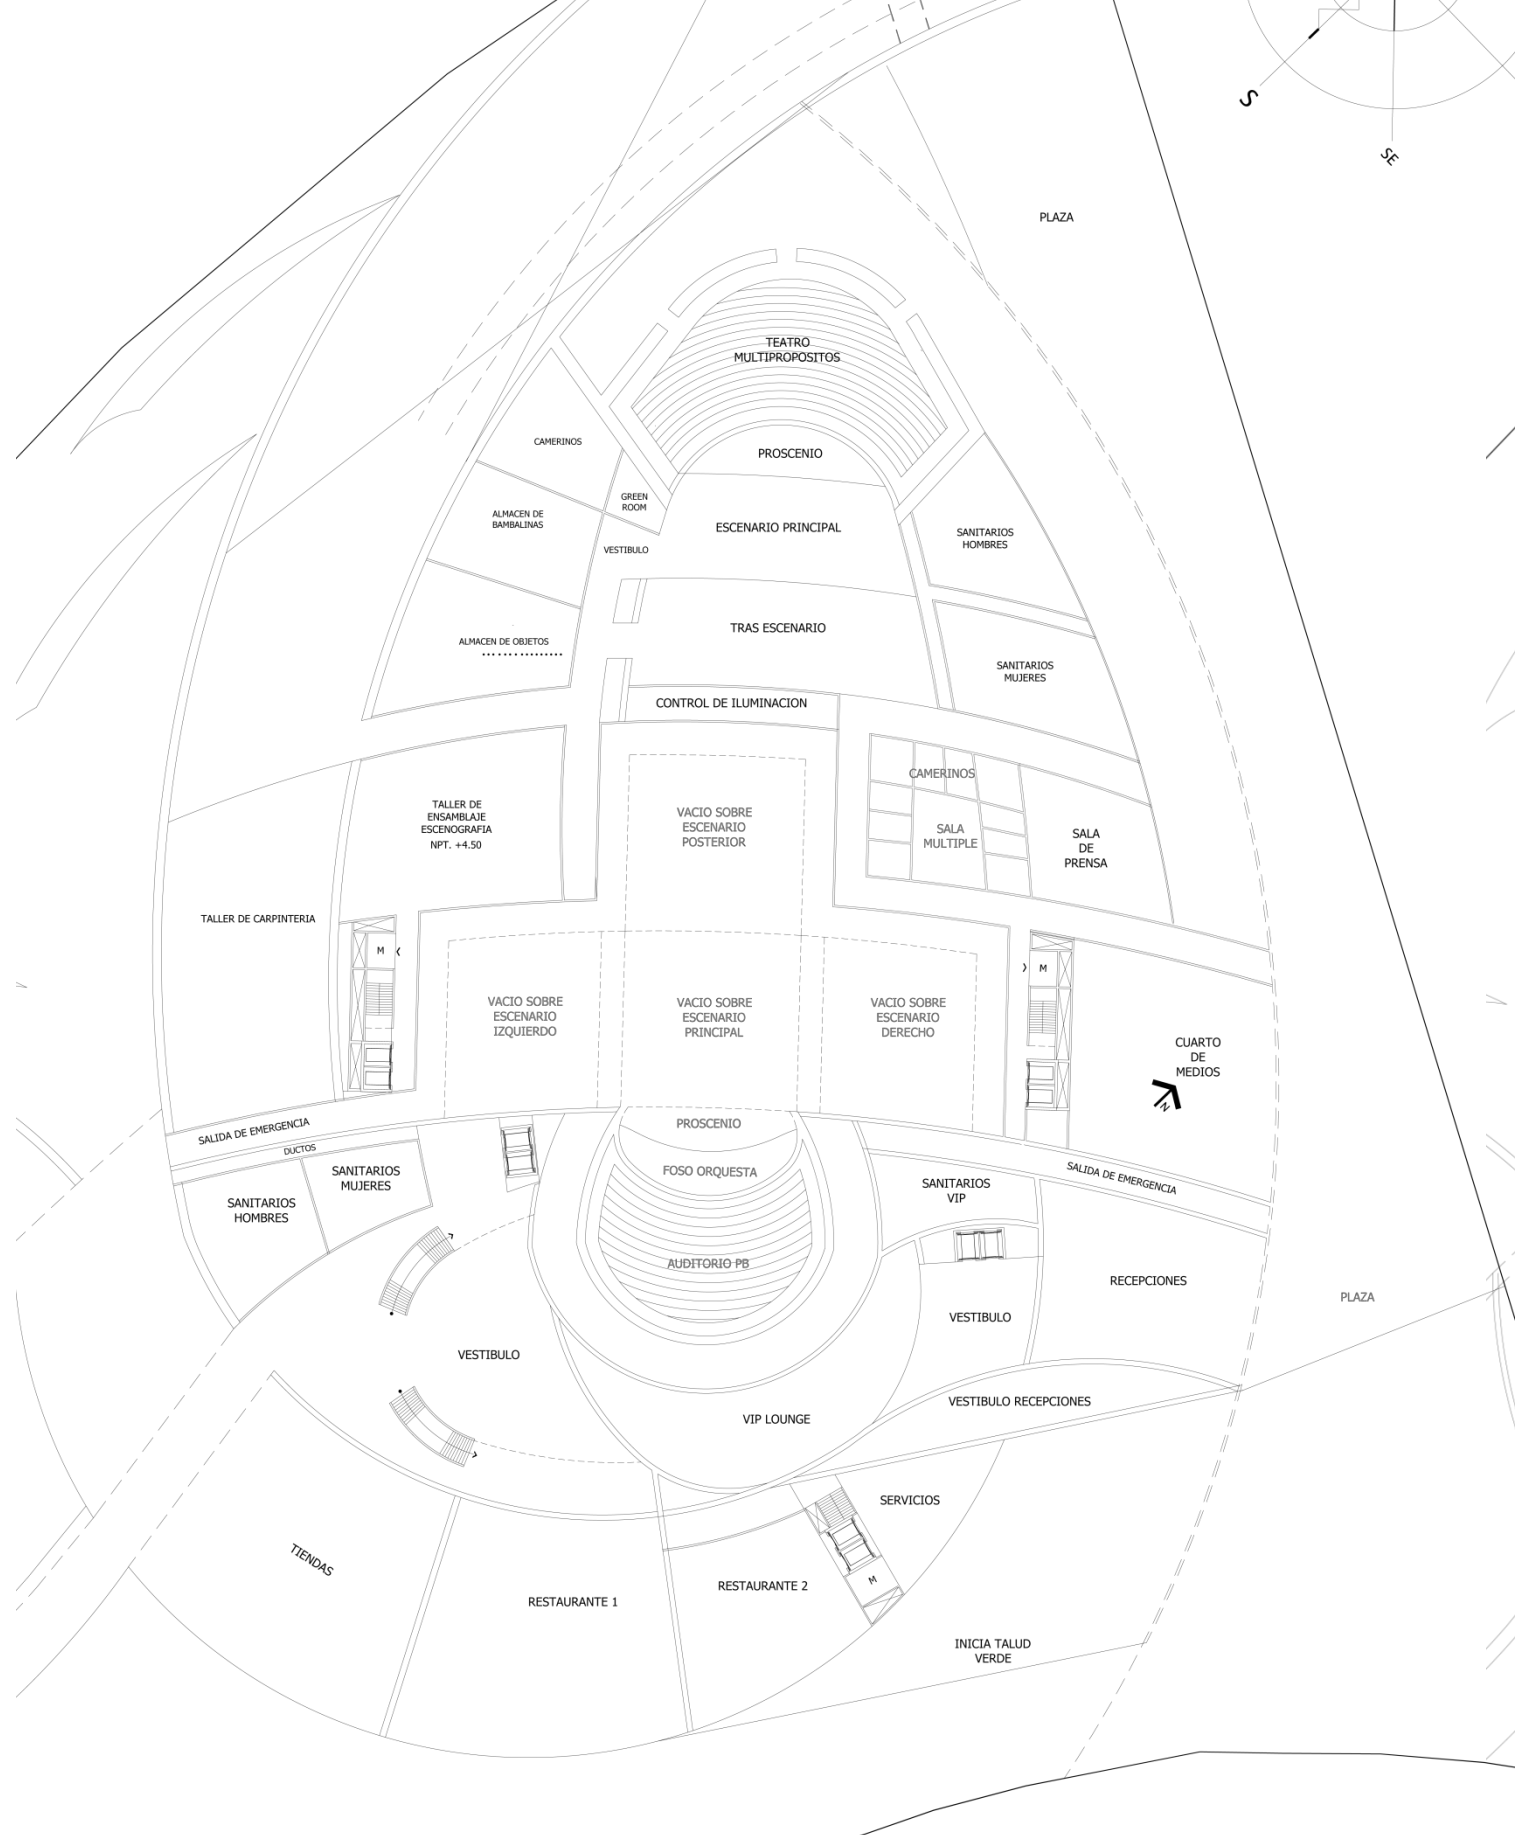 S
SE
PLAZA
TEATRO
MULTIPROPOSITOS
CAMERINOS
PROSCENIO
GREEN
ROOM
ALMACEN DE
BAMBALINAS
ESCENARIO PRINCIPAL
SANITARIOS
HOMBRES
VESTIBULO
TRAS ESCENARIO
ALMACEN DE OBJETOS
SANITARIOS
MUJERES
CONTROL DE ILUMINACION
CAMERINOS
TALLER DE
ENSAMBLAJE
ESCENOGRAFIA
NPT. +4.50
VACIO SOBRE
ESCENARIO
POSTERIOR
SALA
MULTIPLE
SALA
DE
PRENSA
TALLER DE CARPINTERIA
M
M
VACIO SOBRE
ESCENARIO
IZQUIERDO
VACIO SOBRE
ESCENARIO
PRINCIPAL
VACIO SOBRE
ESCENARIO
DERECHO
CUARTO
DE
MEDIOS
N
SALIDA DE EMERGENCIA
PROSCENIO
DUCTOS
SANITARIOS
MUJERES
FOSO ORQUESTA
SALIDA DE EMERGENCIA
SANITARIOS
VIP
SANITARIOS
HOMBRES
AUDITORIO PB
RECEPCIONES
PLAZA
VESTIBULO
VESTIBULO
VESTIBULO RECEPCIONES
VIP LOUNGE
SERVICIOS
TIENDAS
RESTAURANTE 1
RESTAURANTE 2
M
INICIA TALUD
VERDE